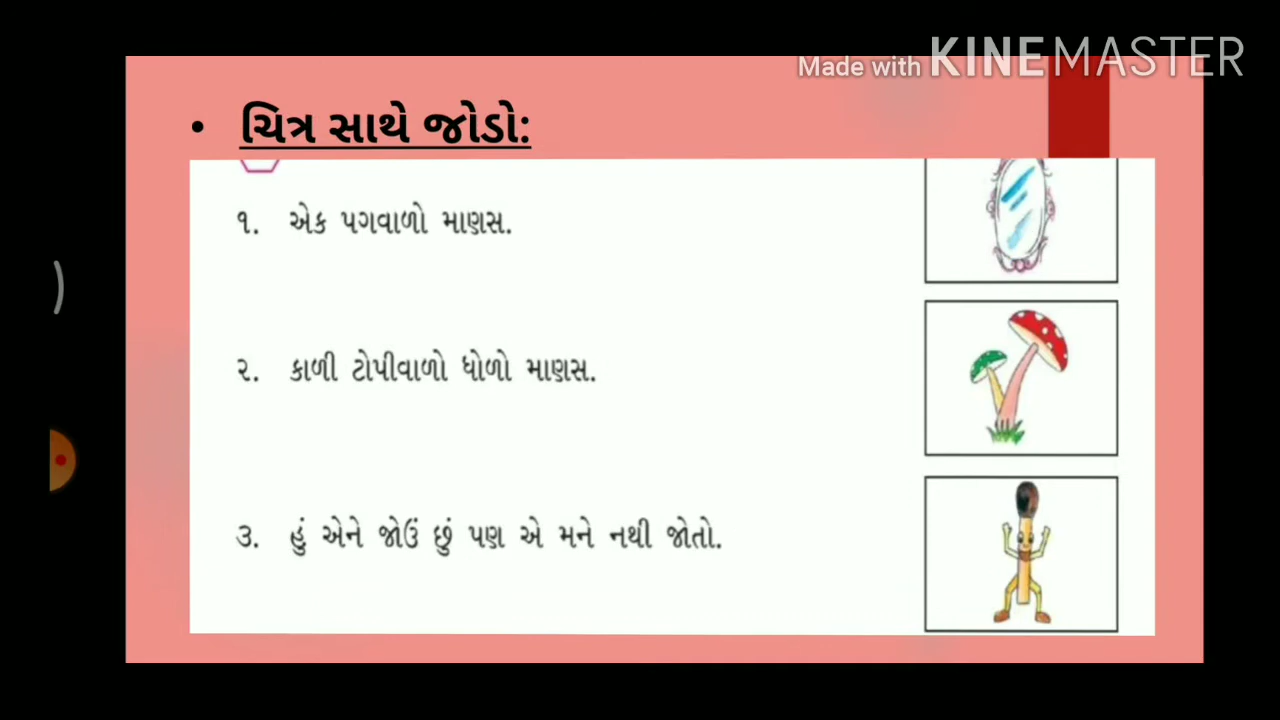 Made with KINEMASTER
• ચિત્ર સાથે જોડો:
૧. એક પગવાળો માણસ.
૨. કાળી ટોપીવાળો ધોળો માણસ.
૩. હું એને જોઉં છું પણ એ મને નથી જોતો.